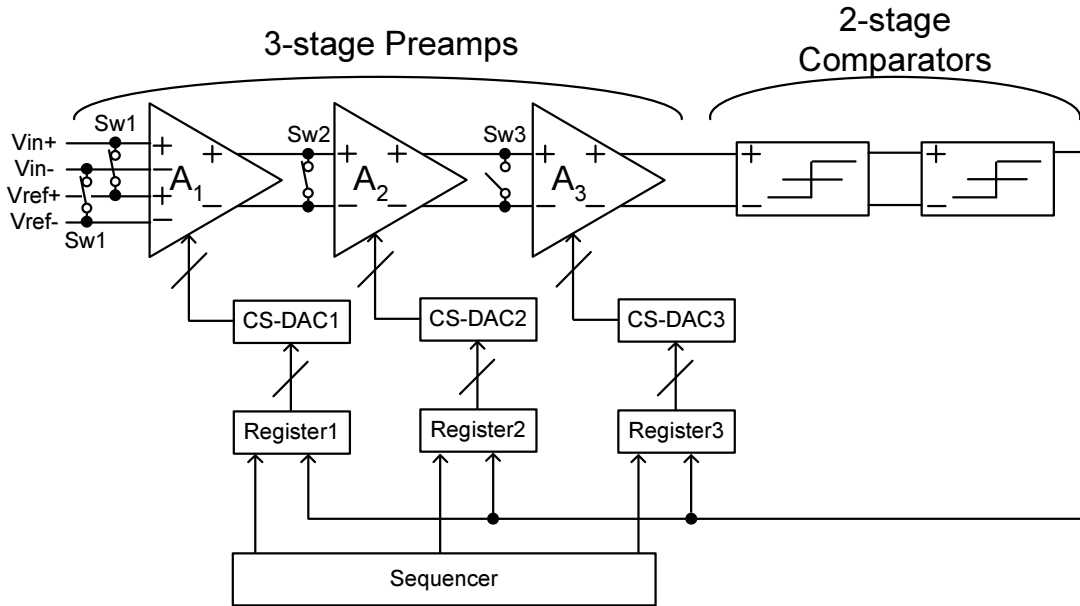 3-stage Preamps
2-stage
Comparators
Vin+
Vin-
Vref+
Vref-
Sw1
Sw1
+
-
+
-
A1
+
-
Sw2
+
-
A2
+
-
Sw3
+
-
A3
+
-
+
-
+
-
CS-DAC1
CS-DAC2
CS-DAC3
Register1
Register2
Register3
Sequencer